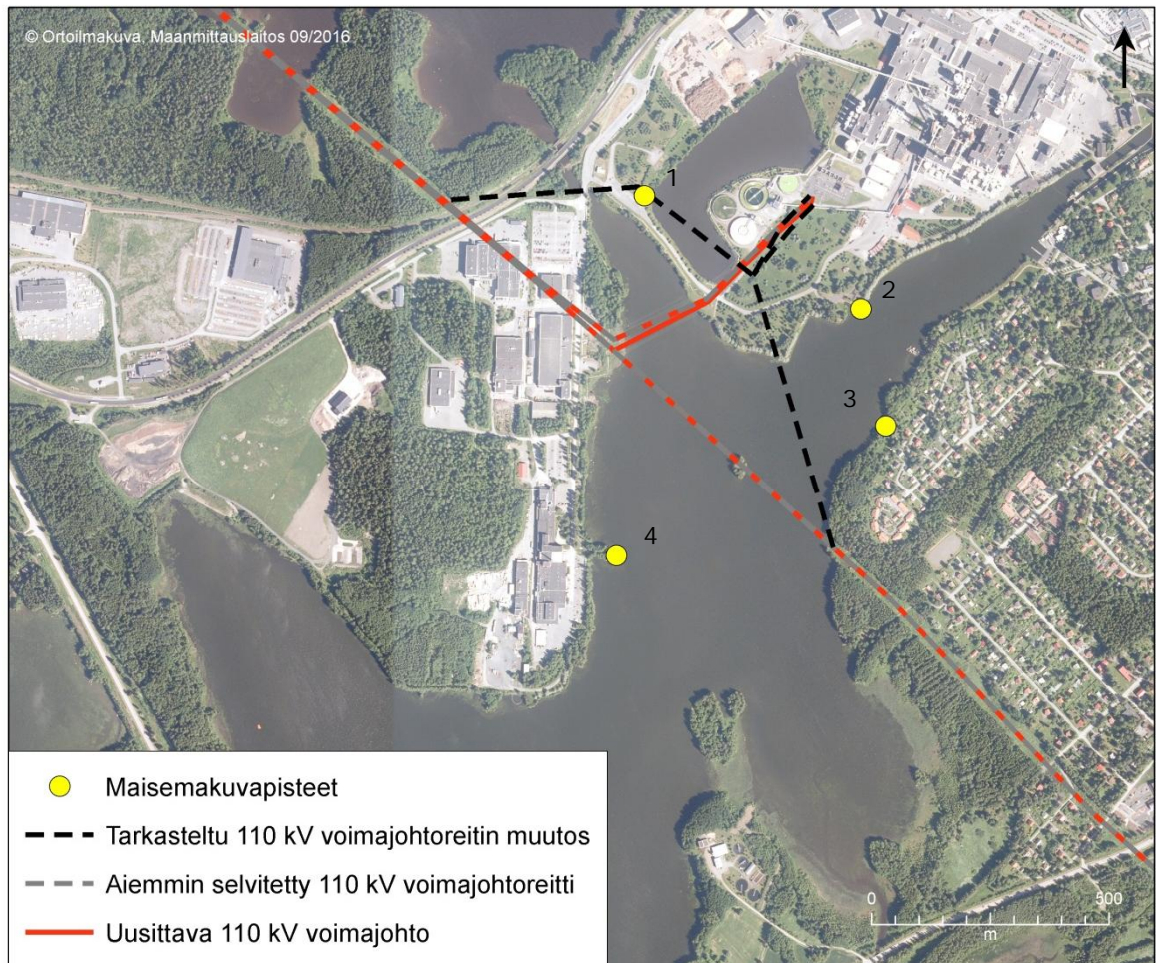 © Ortoilmakuva, Maanmittauslaitos 09/2016
1
2
3
4
Maisemakuvapisteet
Tarkasteltu 110 kV voimajohtoreitin muutos
Aiemmin selvitetty 110 kV voimajohtoreitti
Uusittava 110 kV voimajohto
0 500
m